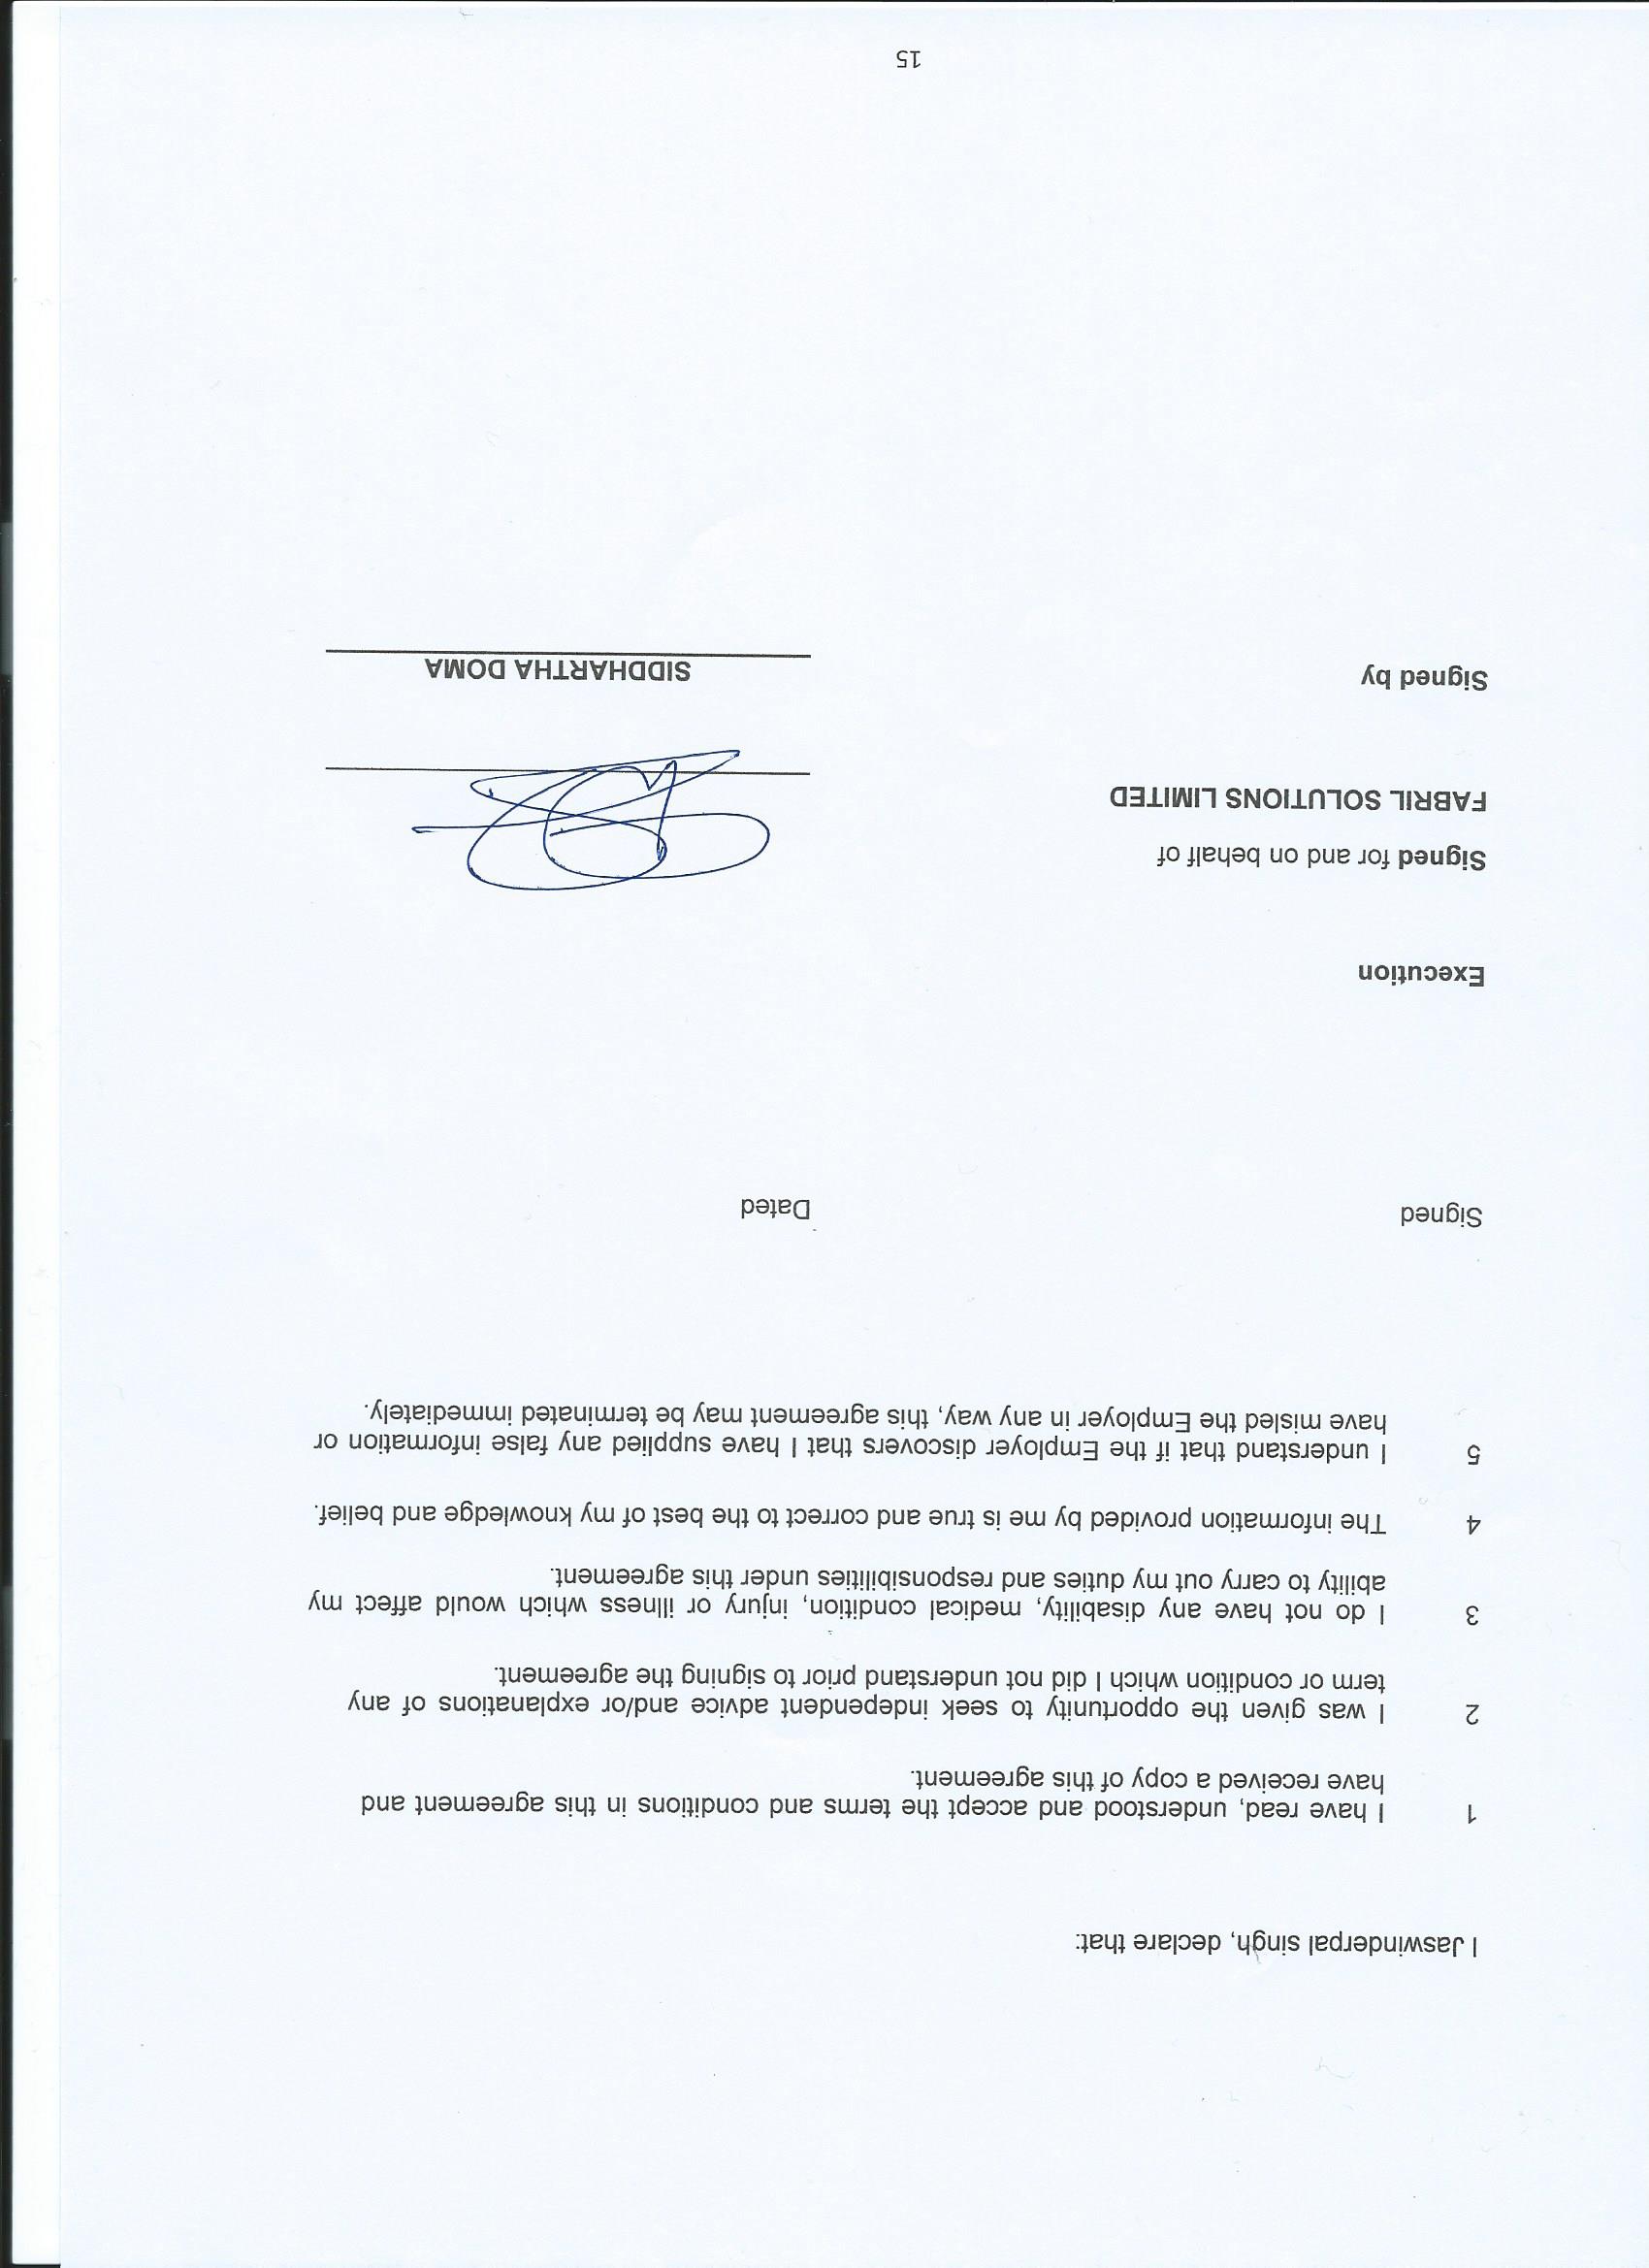 I Jaswinderpal singh, declare that:
1 I have read, understood and accept the terms and conditions in this agreement and
have received a copy of this agreement.
2 I was given the opportunity to seek independent advice and/or explanations of any
term or condition which I did not understand prior to signing the agreement.
3 I do not have any disability, medical condition, injury or illness which would affect my
ability to carry out my duties and responsibilities under this agreement.
4 The information provided by me is true and correct to the best of my knowledge and belief.
5 I understand that if the Employer discovers that I have supplied any false information or
have misled the Employer in any way, this agreement may be terminated immediately.
Signed Dated
Execution
Signed for and on behalf of
FABRIL SOLUTIONS LIMITED
Signed by SIDDHARTHA DOMA
15